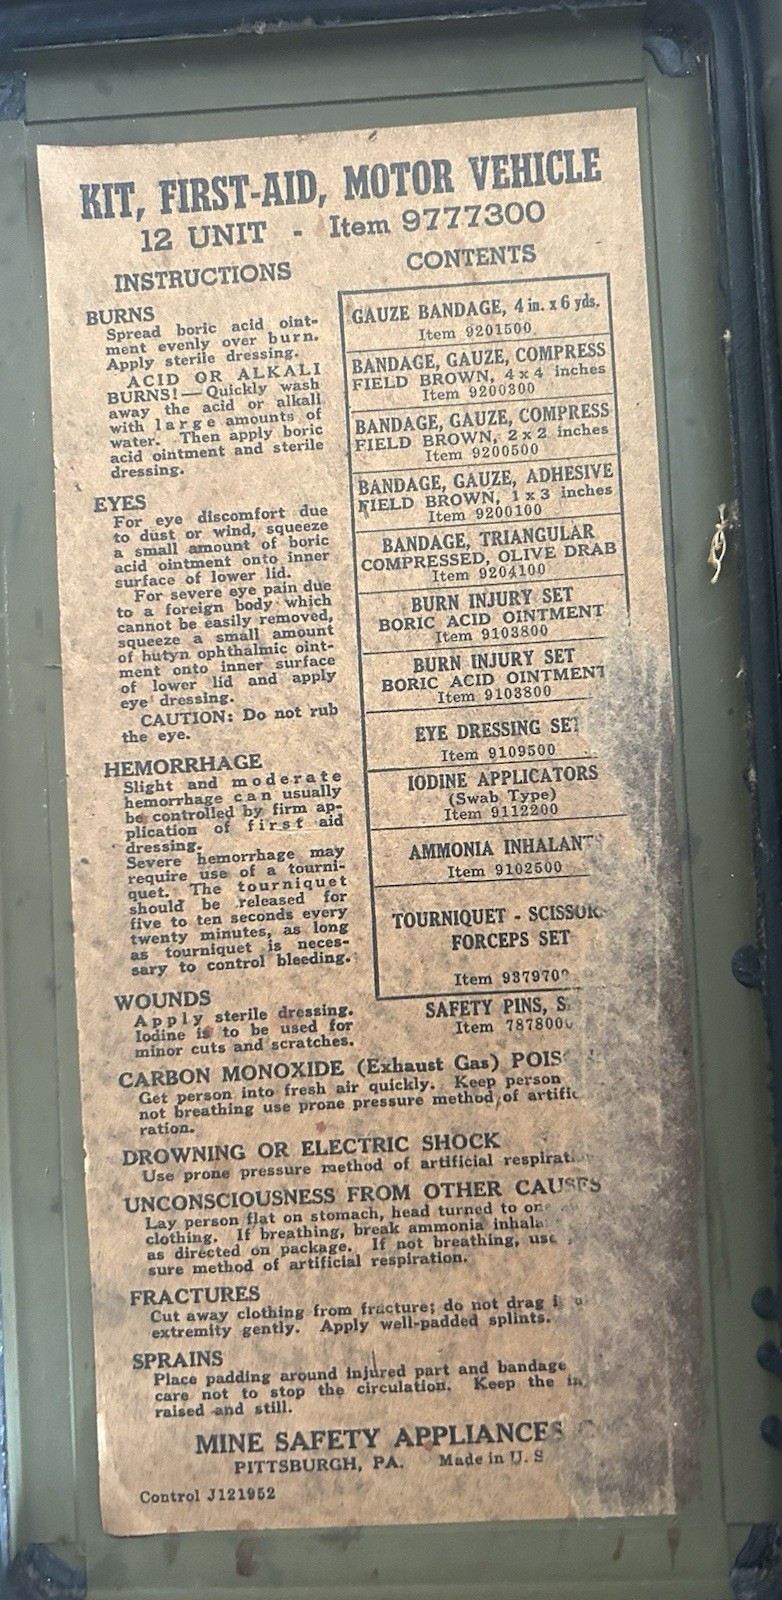 KIT, FIRST-AID, MOTOR VEHICLE
12 UNIT - Item 9777300
INSTRUCTIONS
BURNS
Spread boric acid oint-
ment evenly over burn.
Apply sterile dressing.
ACID OR ALKALI
BURNS!—Quickly wash
away the acid or alkali
with large amounts of
water. Then apply boric
acid ointment and sterile
dressing.
EYES
For eye discomfort due
to dust or wind, squeeze
a small amount of boric
acid ointment onto inner
surface of lower lid.
For severe eye pain due
to a foreign body which
cannot be easily removed,
squeeze a small amount
of butyn ophthalmic oint-
ment onto inner surface
of lower lid and apply
eye dressing.
CAUTION: Do not rub
the eye.
HEMORRHAGE
Slight and moderate
hemorrhage can usually
be controlled by firm ap-
plication of first aid
dressing.
Severe hemorrhage may
require use of a tourni-
quet. The tourniquet
should be released for
five to ten seconds every
twenty minutes, as long
as tourniquet is neces-
sary to control bleeding.
WOUNDS
Apply sterile dressing.
Iodine is to be used for
minor cuts and scratches.
CONTENTS
GAUZE BANDAGE, 4 in. x 6 yds.
Item 9201500
BANDAGE, GAUZE, COMPRESS
FIELD BROWN, 4 x 4 inches
Item 9200300
BANDAGE, GAUZE, COMPRESS
FIELD BROWN, 2 x 2 inches
Item 9200500
BANDAGE, GAUZE, ADHESIVE
FIELD BROWN, 1 x 3 inches
Item 9200100
BANDAGE, TRIANGULAR
COMPRESSED, OLIVE DRAB
Item 9204100
BURN INJURY SET
BORIC ACID OINTMENT
Item 9103800
BURN INJURY SET
BORIC ACID OINTMENT
Item 9103800
EYE DRESSING SET
Item 9109500
IODINE APPLICATORS
(Swab Type)
Item 9112200
AMMONIA INHALANTS
Item 9102500
TOURNIQUET - SCISSORS
FORCEPS SET
Item
SAFETY PINS,
Item
CARBON MONOXIDE (Exhaust Gas)
Get person into fresh air quickly. Keep person
not breathing use prone pressure method of
ration.
DROWNING OR ELECTRIC SHOCK
Use prone pressure method of artificial
UNCONSCIOUSNESS FROM OTHER CAUSES
Lay person flat on stomach, head turned to
clothing. If breathing, break ammonia
as directed on package. If not breathing, use
sure method of artificial respiration.
FRACTURES
Cut away clothing from fracture; do not drag
extremity gently. Apply well-padded splints.
SPRAINS
Place padding around injured part and bandage
care not to stop the circulation. Keep the
raised and still.
MINE SAFETY APPLIANCES
PITTSBURGH, PA. Made in U. S
Control J121952